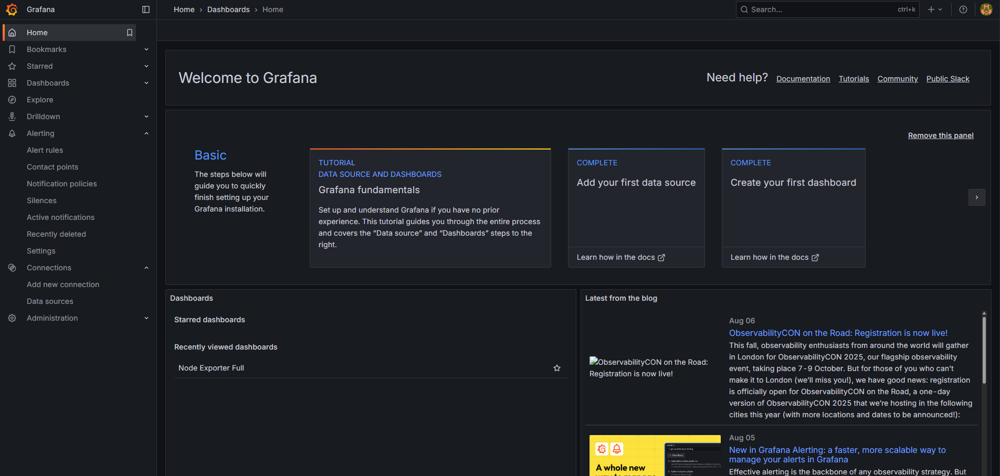 Grafana
Home › Dashboards › Home
Search... ctrl+k
Home
Bookmarks
Starred
Dashboards
Explore
Drilldown
Alerting
Alert rules
Contact points
Notification policies
Silences
Active notifications
Recently deleted
Settings
Connections
Add new connection
Data sources
Administration
Welcome to Grafana
Need help? Documentation Tutorials Community Public Slack
Remove this panel
Basic
The steps below will
guide you to quickly
finish setting up your
Grafana installation.
TUTORIAL
DATA SOURCE AND DASHBOARDS
Grafana fundamentals
Set up and understand Grafana if you have no prior
experience. This tutorial guides you through the entire process
and covers the “Data source” and “Dashboards” steps to the
right.
COMPLETE
Add your first data source
Learn how in the docs
COMPLETE
Create your first dashboard
Learn how in the docs
Dashboards
Starred dashboards
Recently viewed dashboards
Node Exporter Full
Latest from the blog
ObservabilityCON on the Road:
Registration is now live!
Aug 06
ObservabilityCON on the Road: Registration is now live!
This fall, observability enthusiasts from around the world will gather
in London for ObservabilityCON 2025, our flagship observability
event, taking place 7-9 October. But for those of you who can’t
make it to London (we’ll miss you!), we have good news: registration
is officially open for ObservabilityCON on the Road, a one-day
version of ObservabilityCON 2025 that we’re hosting in the following
cities this year (with more locations and dates to be announced!):
A whole new
way to manage
Aug 05
New in Grafana Alerting: a faster, more scalable way to
manage your alerts in Grafana
Effective alerting is the backbone of any observability strategy. But